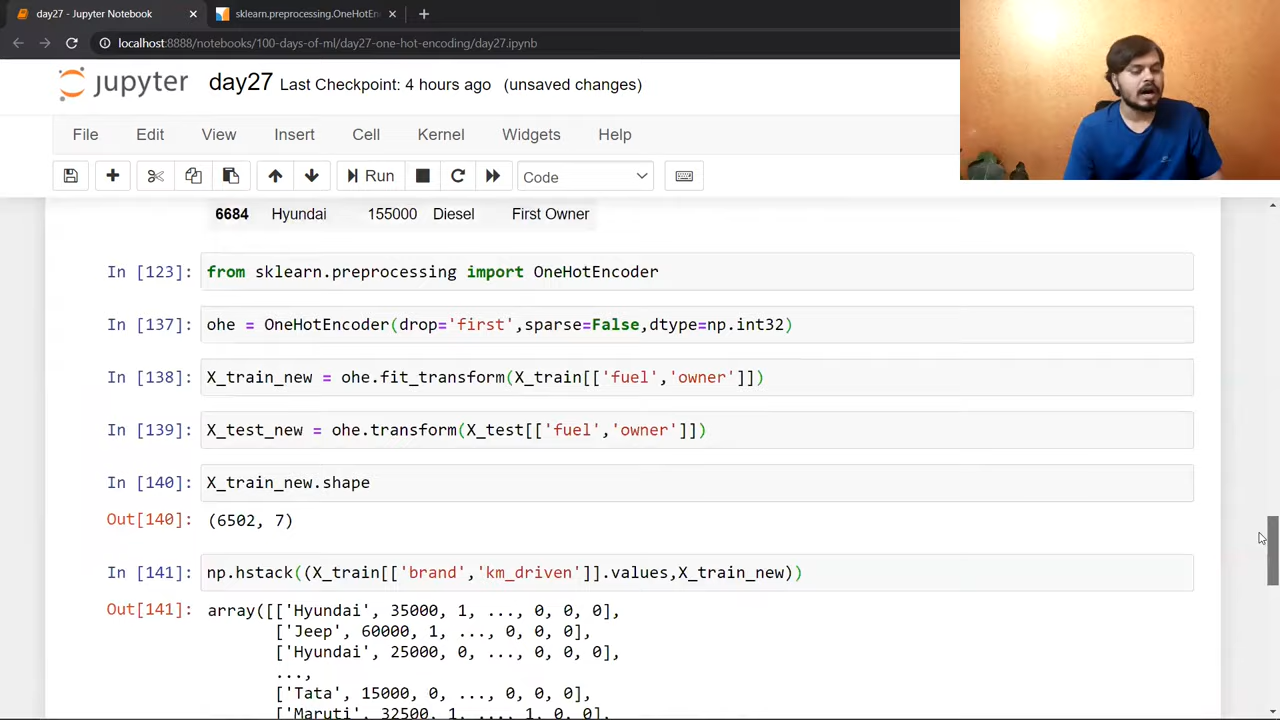 day27 - Jupyter Notebook
sklearn.preprocessing.OneHotEn
localhost:8888/notebooks/100-days-of-ml/day27-one-hot-encoding/day27.ipynb
jupyter day27 Last Checkpoint: 4 hours ago (unsaved changes)
File Edit View Insert Cell Kernel Widgets Help
Run Code
6684 Hyundai 155000 Diesel First Owner
In [123]: from sklearn.preprocessing import OneHotEncoder
In [137]: ohe = OneHotEncoder(drop='first',sparse=False,dtype=np.int32)
In [138]: X_train_new = ohe.fit_transform(X_train[['fuel','owner']])
In [139]: X_test_new = ohe.transform(X_test[['fuel','owner']])
In [140]: X_train_new.shape
Out[140]: (6502, 7)
In [141]: np.hstack((X_train[['brand','km_driven']].values,X_train_new))
Out[141]: array([['Hyundai', 35000, 1, ..., 0, 0, 0],
['Jeep', 60000, 1, ..., 0, 0, 0],
['Hyundai', 25000, 0, ..., 0, 0, 0],
...,
['Tata', 15000, 0, ..., 0, 0, 0],
['Maruti', 32500, 1, ..., 1, 0, 0],